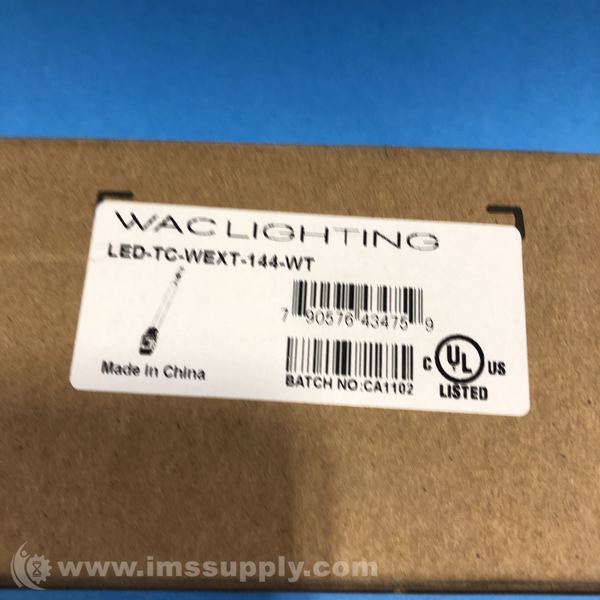 WAC LIGHTING
LED-TC-WEXT-144-WT
7 90576 43475 9
Made in China
BATCH NO:CA1102
C UL US
LISTED
www.imssupply.com